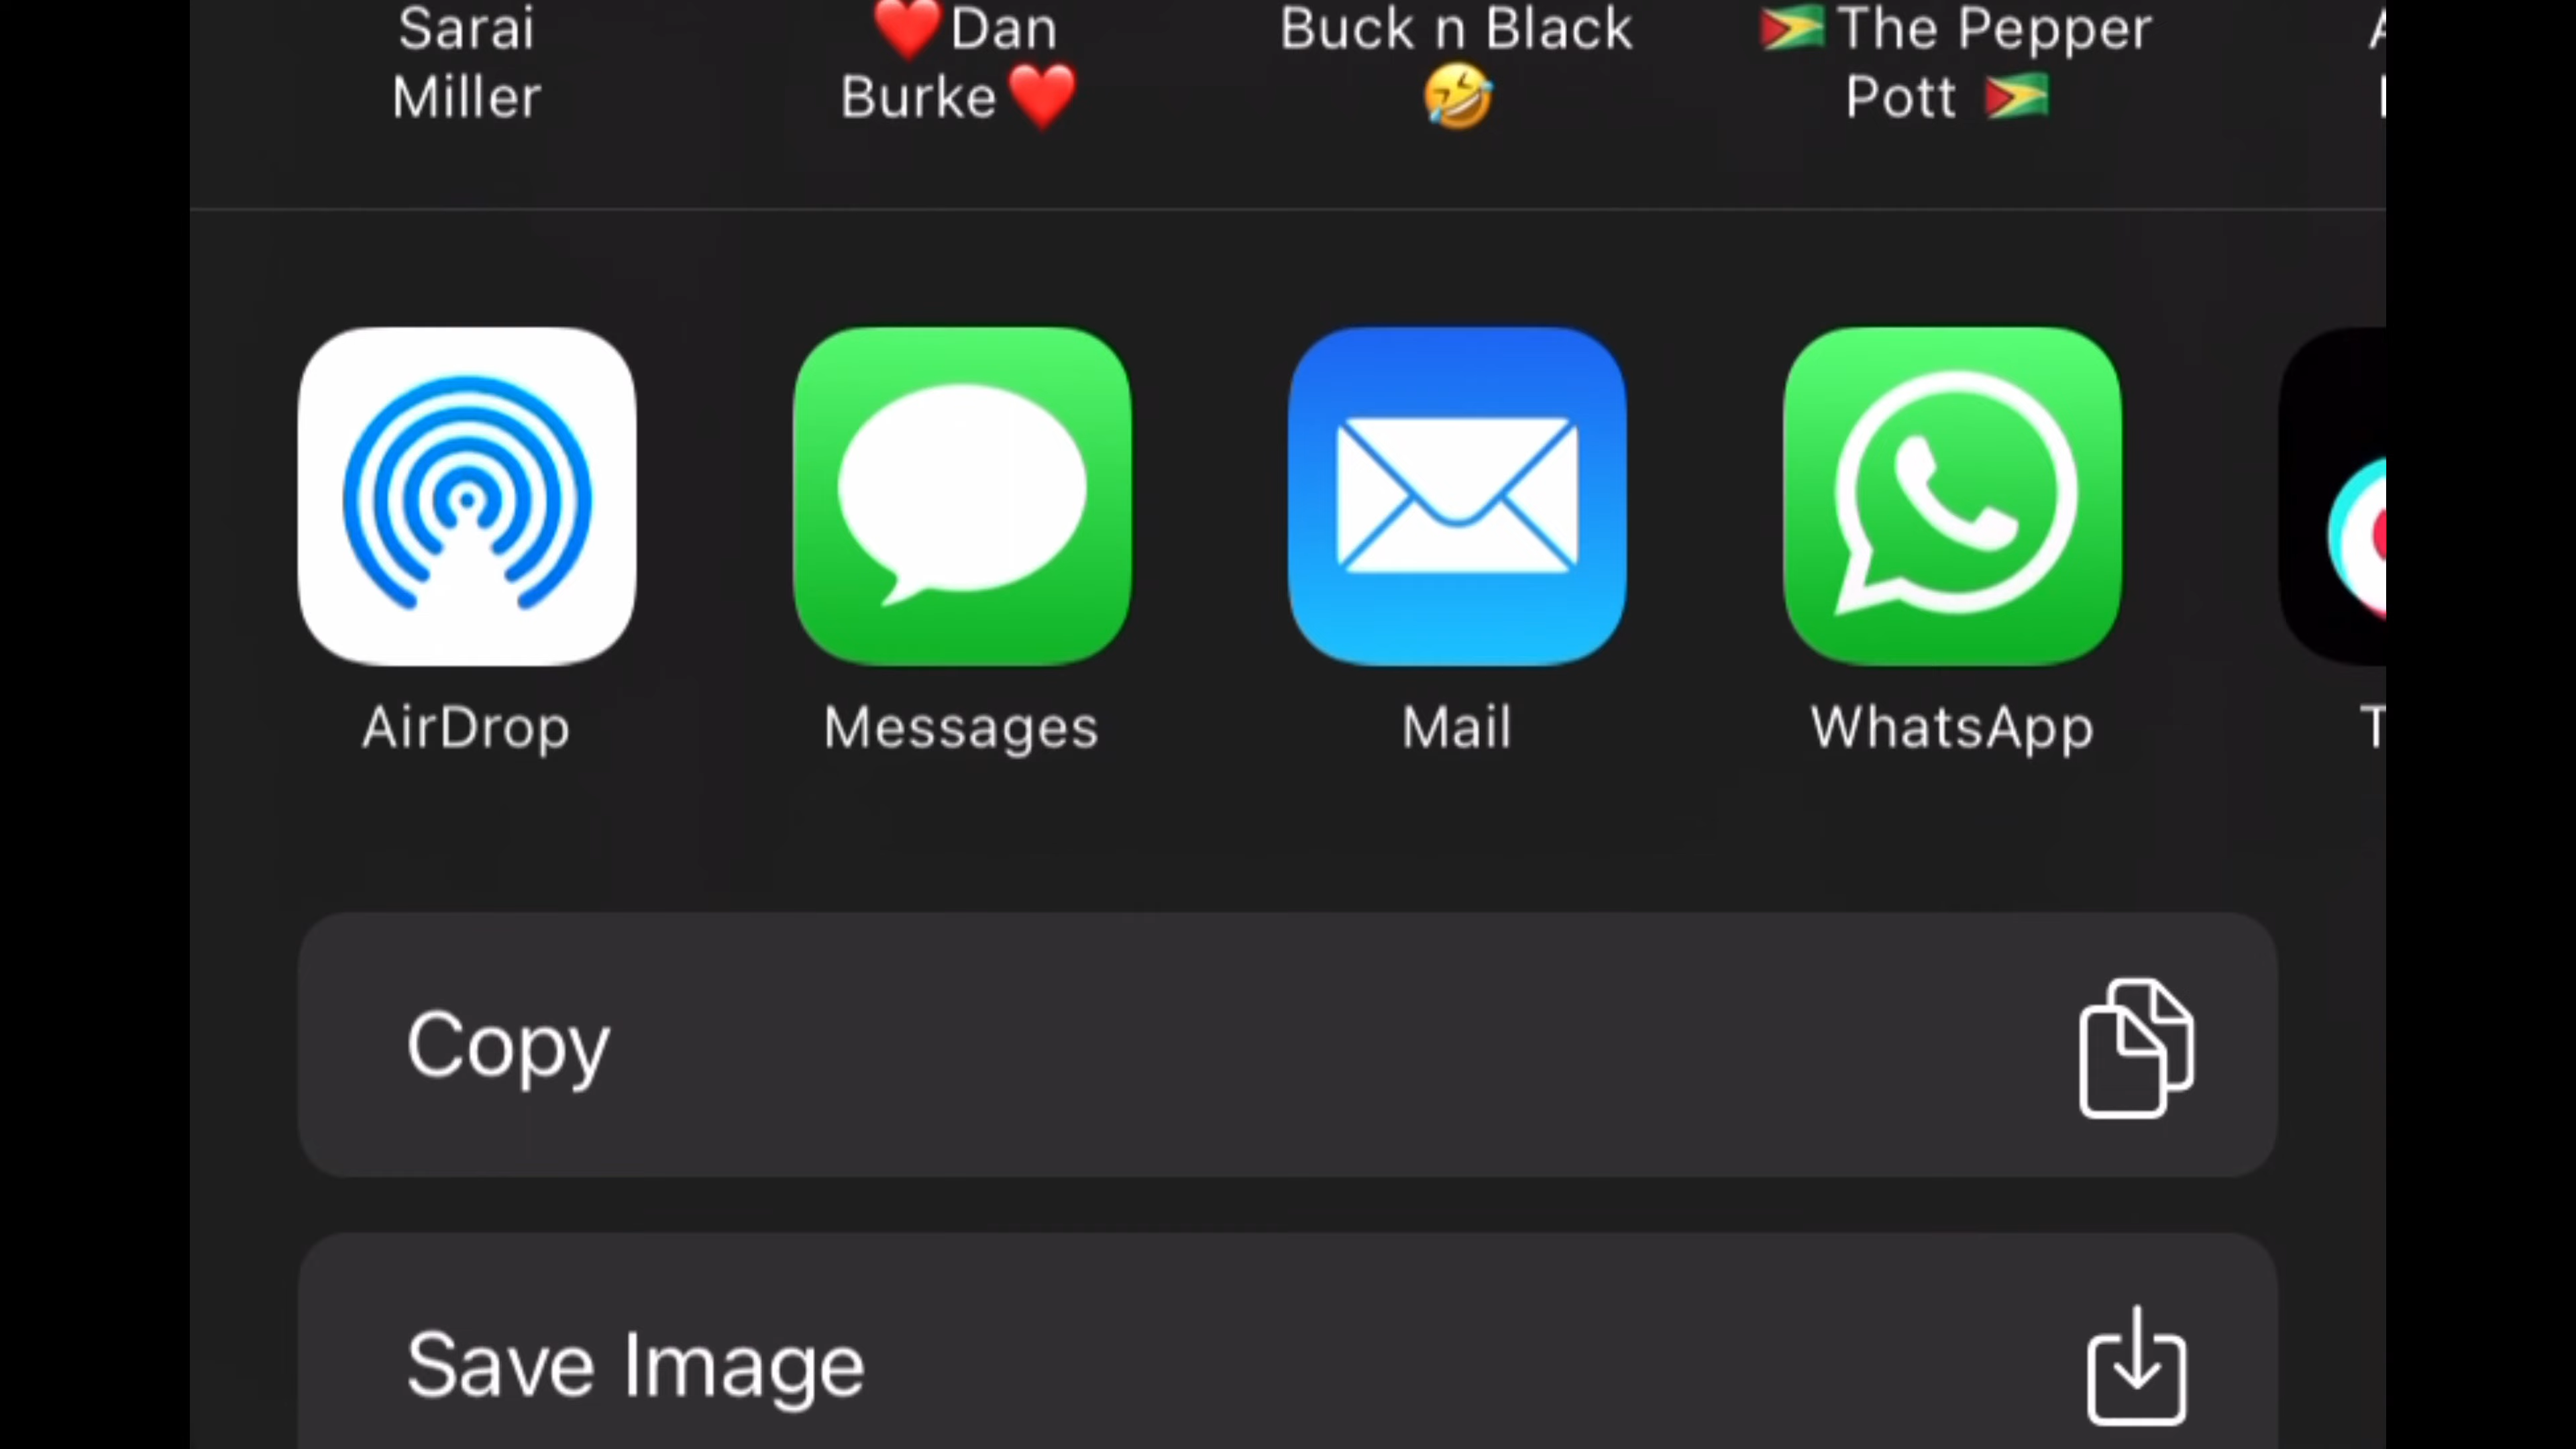 Sarai
Miller
❤️Dan
Burke❤️
Buck n Black
🤣
🇬🇾The Pepper
Pott 🇬🇾
AirDrop
Messages
Mail
WhatsApp
T
Copy
Save Image